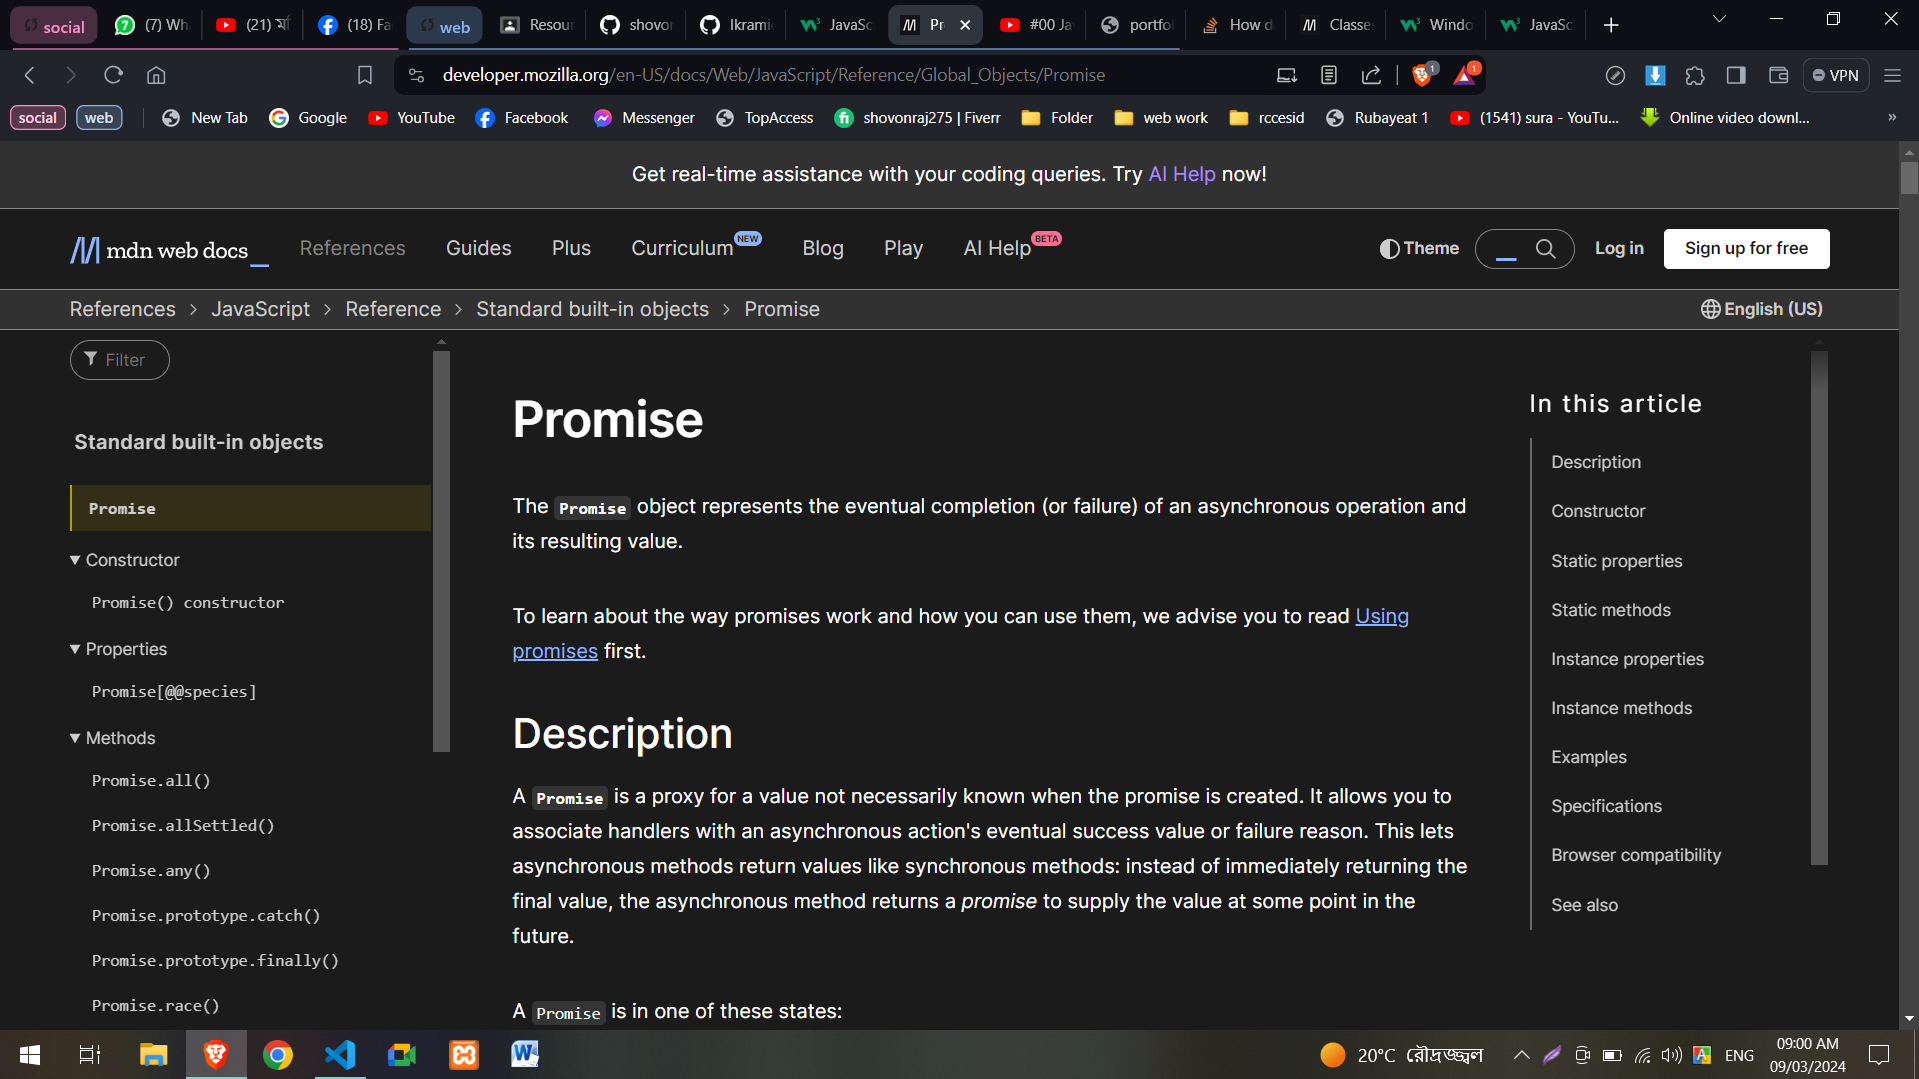 social
(7) Wh
(21) মি
(18) Fa
web
Resour
shovor
Ikrami
JavaSc
Pr
#00 Ja
portfol
How d
Classe
Windo
JavaSc
developer.mozilla.org/en-US/docs/Web/JavaScript/Reference/Global_Objects/Promise
1
1
VPN
social
web
New Tab
Google
YouTube
Facebook
Messenger
TopAccess
shovonraj275 | Fiverr
Folder
web work
rccesid
Rubayeat 1
(1541) sura - YouTu...
Online video downl...
»
Get real-time assistance with your coding queries. Try AI Help now!
mdn web docs_
References
Guides
Plus
Curriculum NEW
Blog
Play
AI Help BETA
Theme
Log in
Sign up for free
References > JavaScript > Reference > Standard built-in objects > Promise
English (US)
Filter
Standard built-in objects
Promise
Constructor
Promise() constructor
Properties
Promise[@@species]
Methods
Promise.all()
Promise.allSettled()
Promise.any()
Promise.prototype.catch()
Promise.prototype.finally()
Promise.race()
Promise
The Promise object represents the eventual completion (or failure) of an asynchronous operation and
its resulting value.
To learn about the way promises work and how you can use them, we advise you to read Using
promises first.
Description
A Promise is a proxy for a value not necessarily known when the promise is created. It allows you to
associate handlers with an asynchronous action's eventual success value or failure reason. This lets
asynchronous methods return values like synchronous methods: instead of immediately returning the
final value, the asynchronous method returns a promise to supply the value at some point in the
future.
A Promise is in one of these states:
In this article
Description
Constructor
Static properties
Static methods
Instance properties
Instance methods
Examples
Specifications
Browser compatibility
See also
20°C রৌদ্রজ্জ্বল
ENG
09:00 AM
09/03/2024